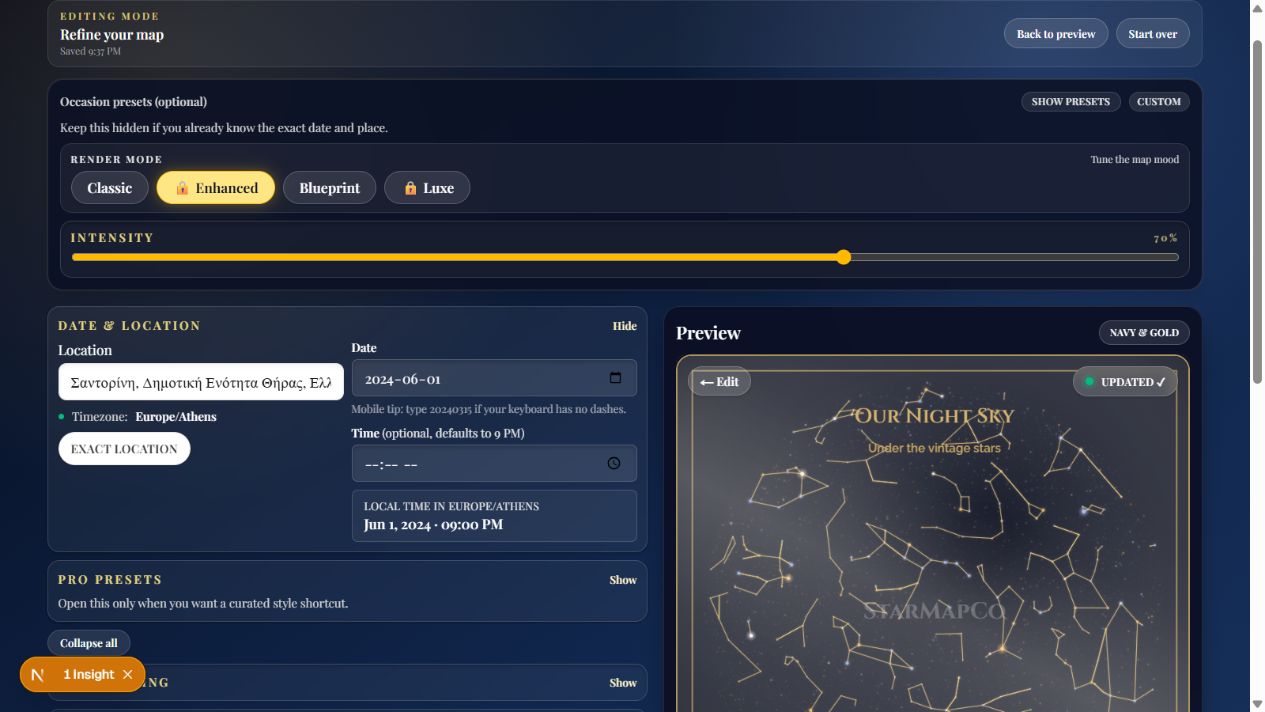 EDITING MODE
Refine your map
Saved 9:37 PM
Back to preview
Start over
Occasion presets (optional)
SHOW PRESETS
CUSTOM
Keep this hidden if you already know the exact date and place.
RENDER MODE
Tune the map mood
Classic
Enhanced
Blueprint
Luxe
INTENSITY
70%
DATE & LOCATION
Hide
Location
Σαντορίνη, Δημοτική Ενότητα Θήρας, Ελλ
Timezone: Europe/Athens
EXACT LOCATION
Date
2024-06-01
Mobile tip: type 20240315 if your keyboard has no dashes.
Time (optional, defaults to 9 PM)
--:-- --
LOCAL TIME IN EUROPE/ATHENS
Jun 1, 2024 · 09:00 PM
PRO PRESETS
Show
Open this only when you want a curated style shortcut.
Collapse all
N 1 Insight ×
NG
Show
Preview
NAVY & GOLD
← Edit
UPDATED ✓
OUR NIGHT SKY
Under the vintage stars
STARMAPCO